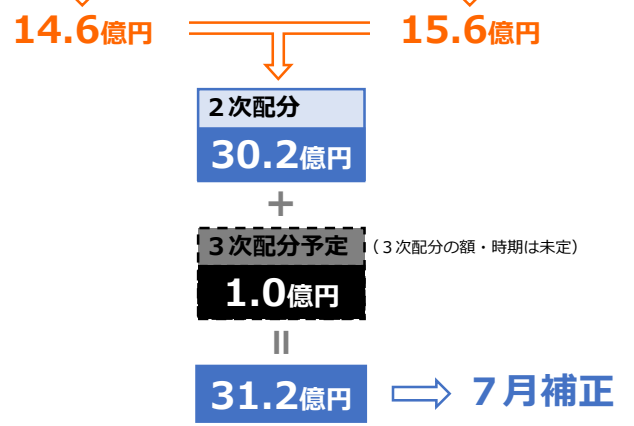 14.6億円 15.6億円
２次配分
30.2億円
＋
３次配分予定 （３次配分の額・時期は未定）
1.0億円
＝
31.2億円 ７月補正